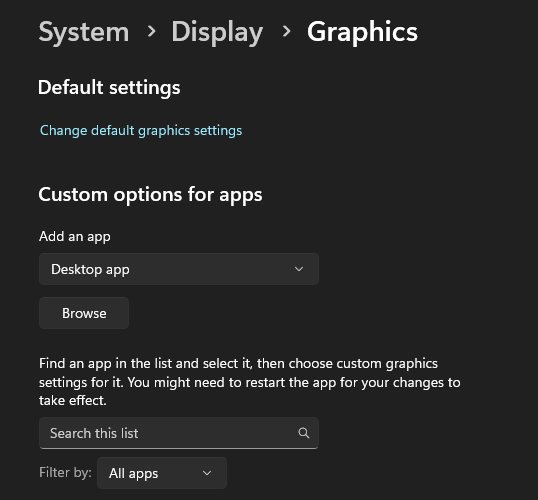 System > Display > Graphics
Default settings
Change default graphics settings
Custom options for apps
Add an app
Desktop app
Browse
Find an app in the list and select it, then choose custom graphics
settings for it. You might need to restart the app for your changes to
take effect.
Search this list
Filter by: All apps